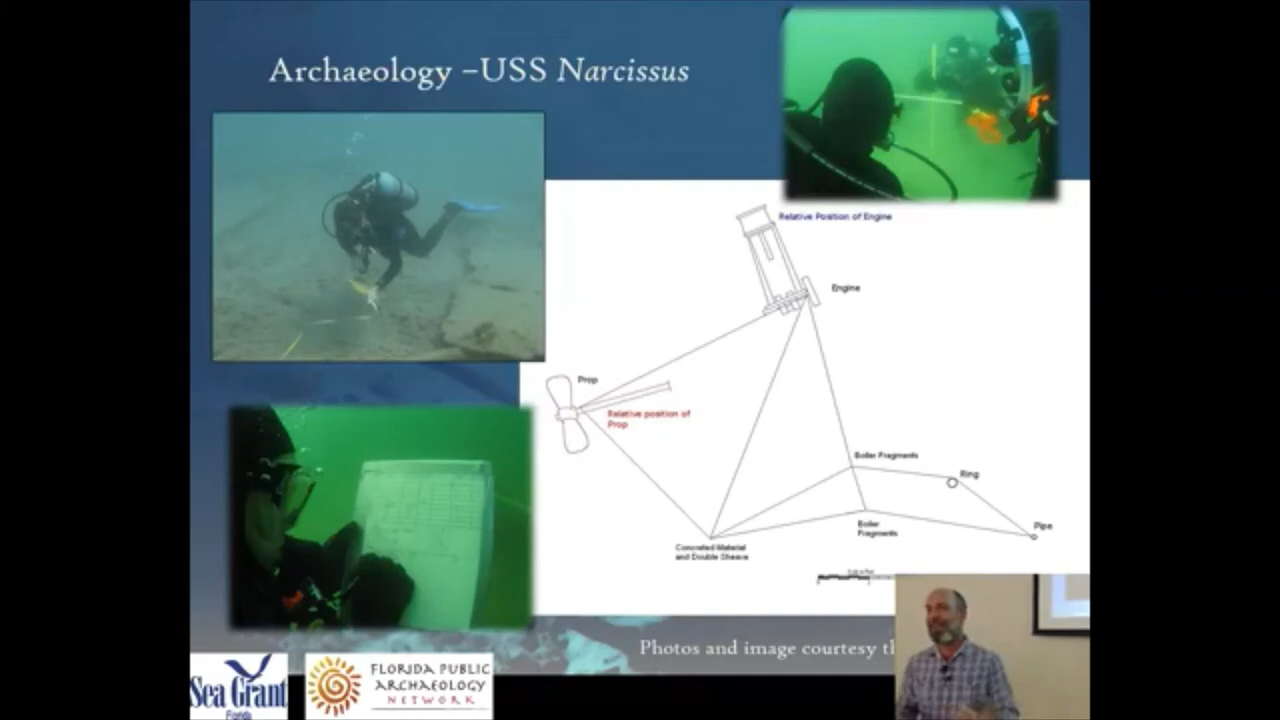 Archaeology –USS Narcissus
Relative Position of Engine
Engine
Prop
Relative position of
Prop
Boiler Fragments
Ring
Boiler
Fragments
Pipe
Concreted Material
and Double Sheave
Photos and image courtesy
Sea Grant
Florida
FLORIDA PUBLIC
ARCHAEOLOGY
NETWORK